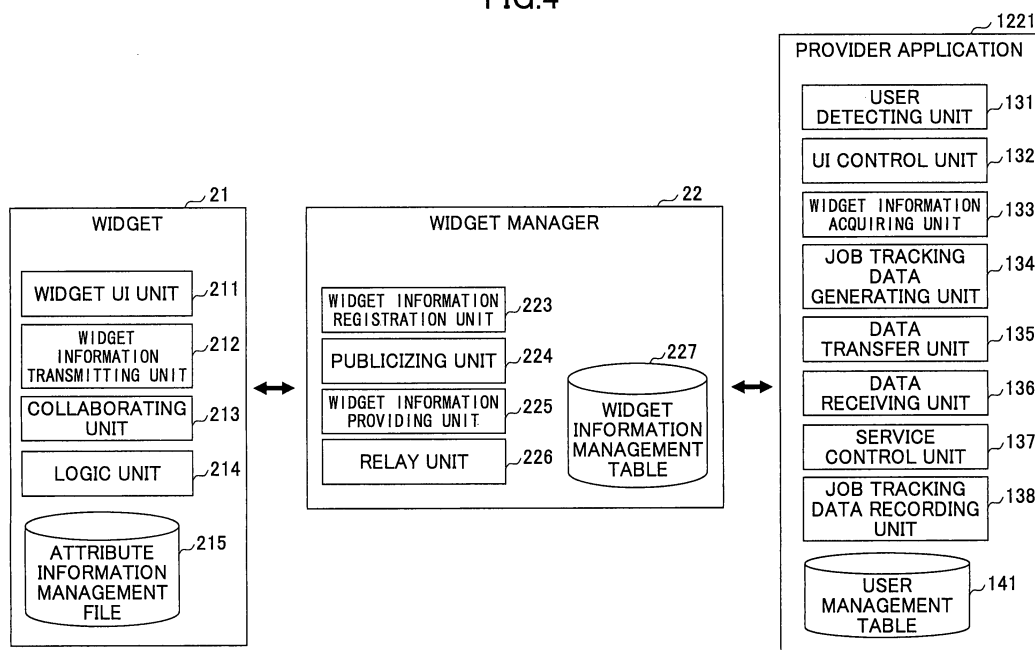 FIG.4
21
WIDGET
WIDGET UI UNIT
211
WIDGET
INFORMATION
TRANSMITTING UNIT
212
COLLABORATING
UNIT
213
LOGIC UNIT
214
ATTRIBUTE
INFORMATION
MANAGEMENT
FILE
215
22
WIDGET MANAGER
WIDGET INFORMATION
REGISTRATION UNIT
223
PUBLICIZING UNIT
224
WIDGET INFORMATION
PROVIDING UNIT
225
RELAY UNIT
226
227
WIDGET
INFORMATION
MANAGEMENT
TABLE
1221
PROVIDER APPLICATION
USER
DETECTING UNIT
131
UI CONTROL UNIT
132
WIDGET INFORMATION
ACQUIRING UNIT
133
JOB TRACKING
DATA
GENERATING UNIT
134
DATA
TRANSFER UNIT
135
DATA
RECEIVING UNIT
136
SERVICE
CONTROL UNIT
137
JOB TRACKING
DATA RECORDING
UNIT
138
USER
MANAGEMENT
TABLE
141